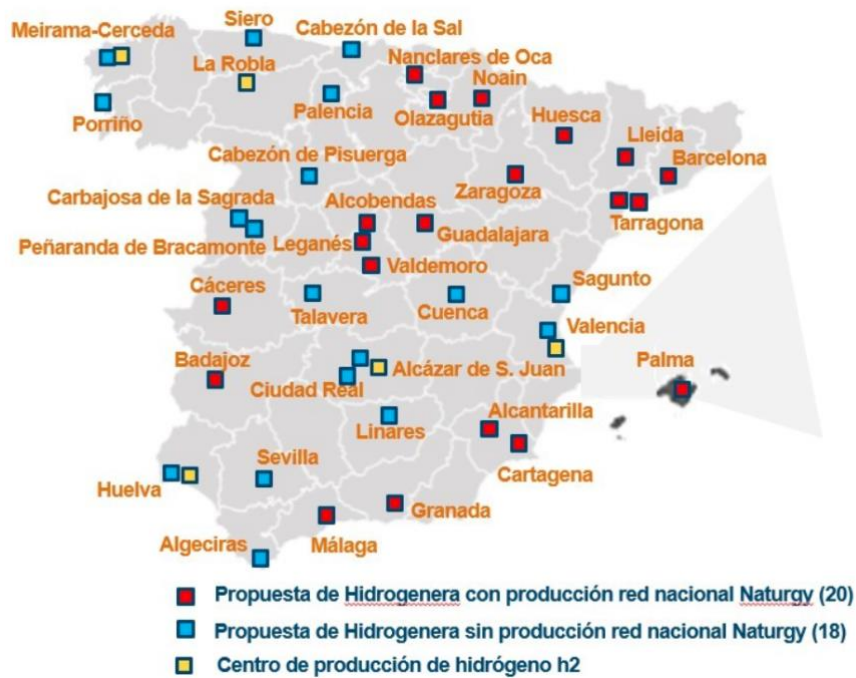 Siero
Cabezón de la Sal
Meirama-Cerceda
La Robla
Nanclares de Oca
Noain
Porriño
Palencia
Olazagutia
Huesca
Lleida
Barcelona
Cabezón de Pisuerga
Zaragoza
Carbajosa de la Sagrada
Alcobendas
Tarragona
Peñaranda de Bracamonte
Leganés
Guadalajara
Valdemoro
Cáceres
Talavera
Cuenca
Sagunto
Valencia
Badajoz
Ciudad Real
Alcázar de S. Juan
Palma
Linares
Alcantarilla
Cartagena
Huelva
Sevilla
Granada
Algeciras
Málaga
Propuesta de Hidrogenera con producción red nacional Naturgy (20)
Propuesta de Hidrogenera sin producción red nacional Naturgy (18)
Centro de producción de hidrógeno h2